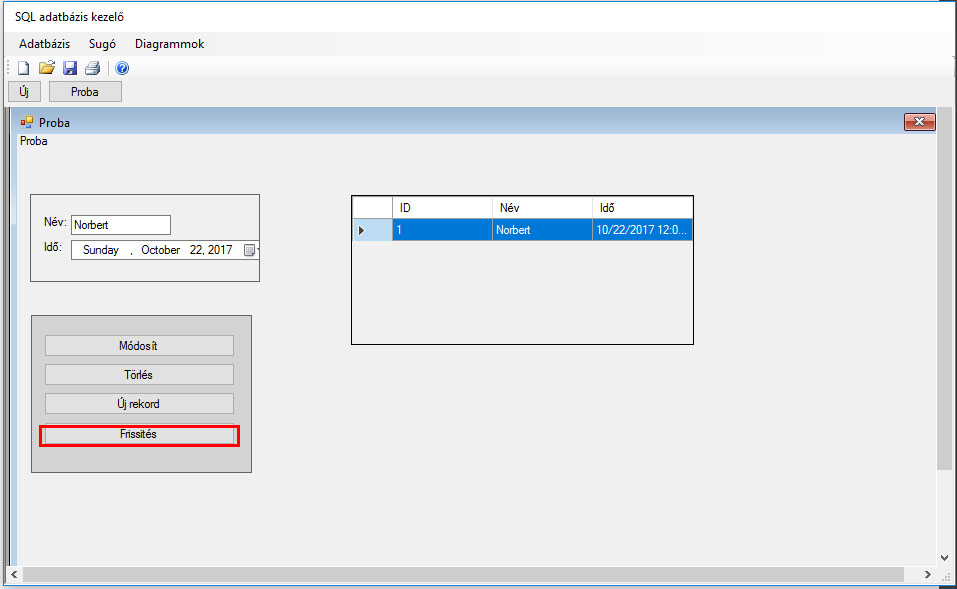 SQL adatbázis kezelő
Adatbázis Sugó Diagrammok
Új Proba
Proba
Proba
Név: Norbert
Idő: Sunday , October 22, 2017
ID Név Idő
1 Norbert 10/22/2017 12:0...
Módosít
Törlés
Új rekord
Frissítés